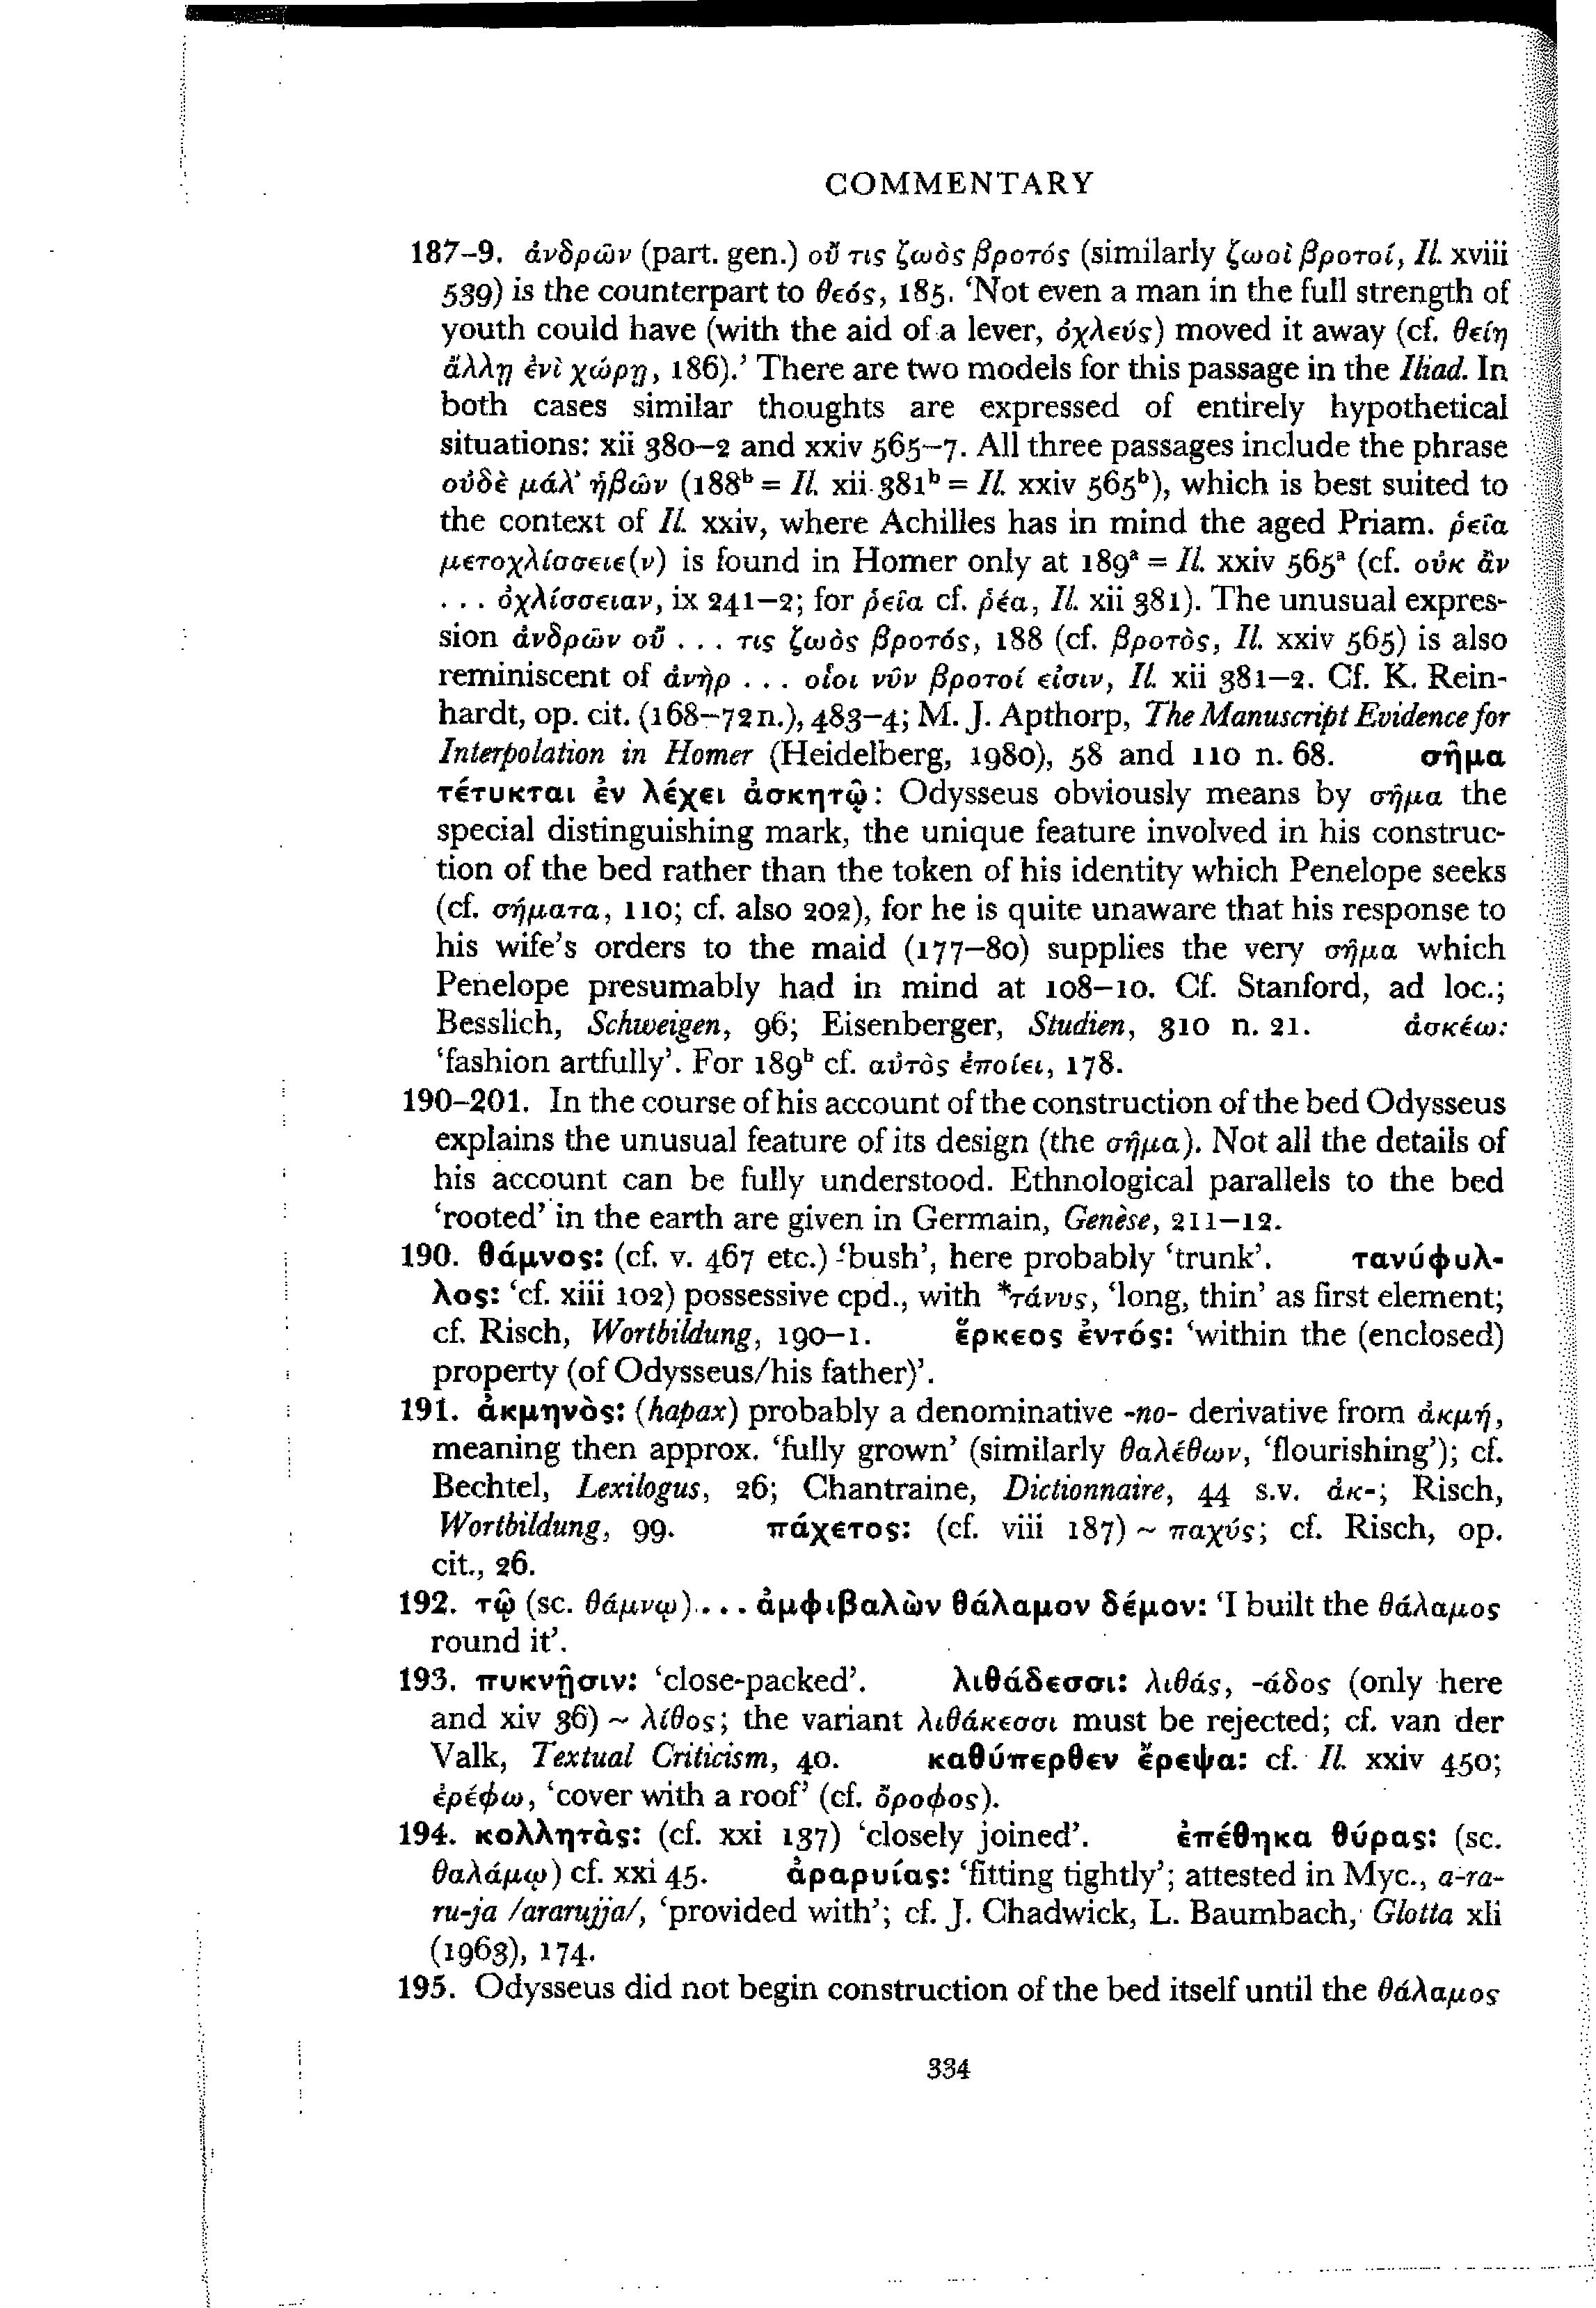 COMMENTARY
187–9. ἀνδρῶν (part. gen.) οὔ τις ζωὸς βροτός (similarly ζωοὶ βροτοί, Il. xviii
539) is the counterpart to θεός, 185. ‘Not even a man in the full strength of
youth could have (with the aid of a lever, ὀχλεύς) moved it away (cf. θείη
ἄλλῃ ἐνὶ χώρῃ, 186).’ There are two models for this passage in the Iliad. In
both cases similar thoughts are expressed of entirely hypothetical
situations: xii 380–2 and xxiv 565–7. All three passages include the phrase
οὐδὲ μάλ’ ἡβῶν (188ᵇ = Il. xii 381ᵇ = Il. xxiv 565ᵇ), which is best suited to
the context of Il. xxiv, where Achilles has in mind the aged Priam. ῥεῖα
μετοχλίσσειε(ν) is found in Homer only at 189ᵃ = Il. xxiv 565ᵃ (cf. οὐκ ἂν
. . . ὀχλίσσειαν, ix 241–2; for ῥεῖα cf. ῥέα, Il. xii 381). The unusual expres-
sion ἀνδρῶν οὔ . . . τις ζωὸς βροτός, 188 (cf. βροτὸς, Il. xxiv 565) is also
reminiscent of ἀνὴρ . . . οἷοι νῦν βροτοί εἰσιν, Il. xii 381–2. Cf. K. Rein-
hardt, op. cit. (168–72n.), 483–4; M. J. Apthorp, The Manuscript Evidence for
Interpolation in Homer (Heidelberg, 1980), 58 and 110 n. 68. σῆμα
τέτυκται ἐν λέχει ἀσκητῷ: Odysseus obviously means by σῆμα the
special distinguishing mark, the unique feature involved in his construc-
tion of the bed rather than the token of his identity which Penelope seeks
(cf. σήματα, 110; cf. also 202), for he is quite unaware that his response to
his wife’s orders to the maid (177–80) supplies the very σῆμα which
Penelope presumably had in mind at 108–10. Cf. Stanford, ad loc.;
Besslich, Schweigen, 96; Eisenberger, Studien, 310 n. 21. ἀσκέω:
‘fashion artfully’. For 189ᵇ cf. αὐτὸς ἐποίει, 178.
190–201. In the course of his account of the construction of the bed Odysseus
explains the unusual feature of its design (the σῆμα). Not all the details of
his account can be fully understood. Ethnological parallels to the bed
‘rooted’ in the earth are given in Germain, Genèse, 211–12.
190. θάμνος: (cf. v. 467 etc.) ‘bush’, here probably ‘trunk’. τανύφυλ-
λος: ‘cf. xiii 102) possessive cpd., with *τάνυς, ‘long, thin’ as first element;
cf. Risch, Wortbildung, 190–1. ἕρκεος ἐντός: ‘within the (enclosed)
property (of Odysseus/his father)’.
191. ἀκμηνὸς: (hapax) probably a denominative -no- derivative from ἀκμή,
meaning then approx. ‘fully grown’ (similarly θαλέθων, ‘flourishing’); cf.
Bechtel, Lexilogus, 26; Chantraine, Dictionnaire, 44 s.v. ἀκ-; Risch,
Wortbildung, 99. πάχετος: (cf. viii 187) ~ παχύς; cf. Risch, op.
cit., 26.
192. τῷ (sc. θάμνῳ) . . . ἀμφιβαλὼν θάλαμον δέμον: ‘I built the θάλαμος
round it’.
193. πυκνῇσιν: ‘close-packed’. λιθάδεσσι: λιθάς, -άδος (only here
and xiv 36) ~ λίθος; the variant λιθάκεσσι must be rejected; cf. van der
Valk, Textual Criticism, 40. καθύπερθεν ἔρεψα: cf. Il. xxiv 450;
ἐρέφω, ‘cover with a roof’ (cf. ὄροφος).
194. κολλητὰς: (cf. xxi 137) ‘closely joined’. ἐπέθηκα θύρας: (sc.
θαλάμῳ) cf. xxi 45. ἀραρυίας: ‘fitting tightly’; attested in Myc., a-ra-
ru-ja /ararujja/, ‘provided with’; cf. J. Chadwick, L. Baumbach, Glotta xli
(1963), 174.
195. Odysseus did not begin construction of the bed itself until the θάλαμος
334